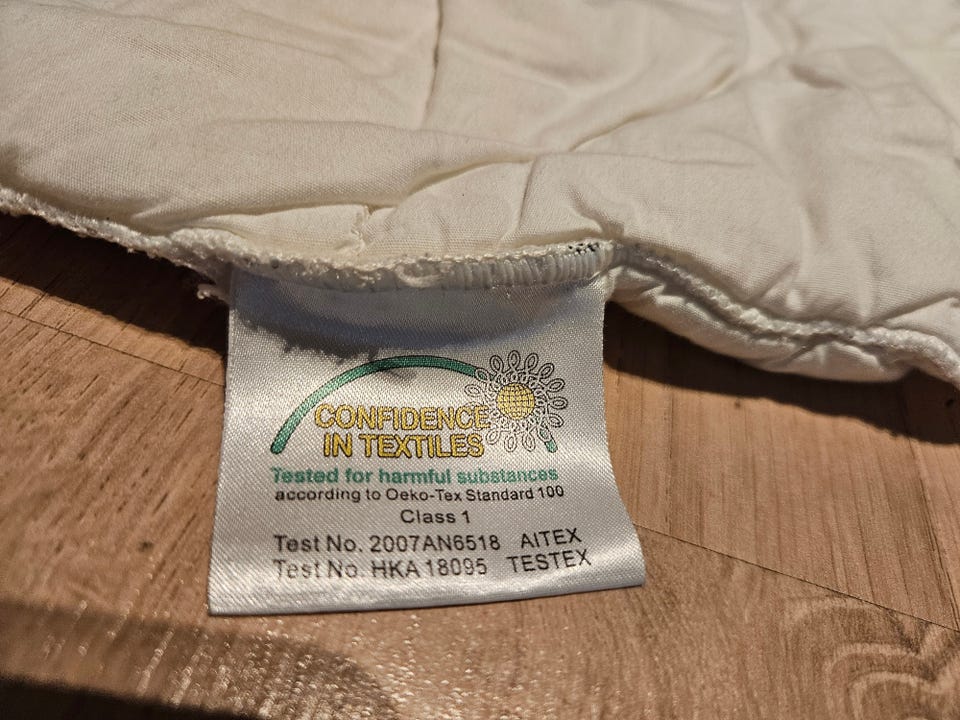 CONFIDENCE
IN TEXTILES
Tested for harmful substances
according to Oeko-Tex Standard 100
Class 1
Test No. 2007AN6518 AITEX
Test No. HKA 18095 TESTEX